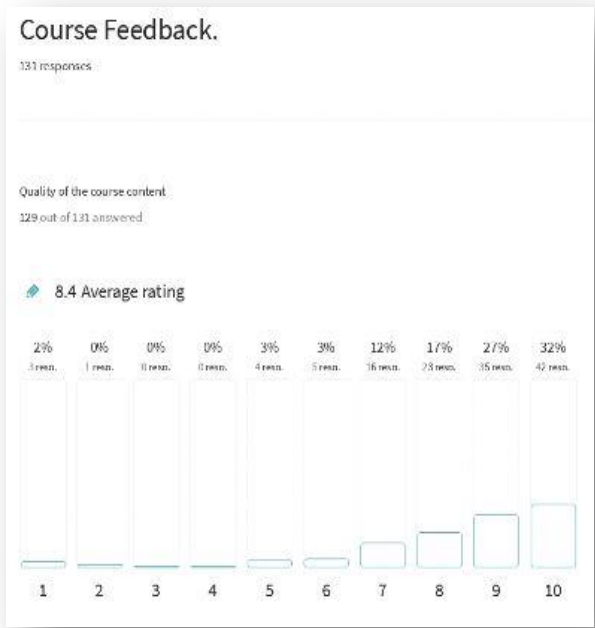 Course Feedback.
131 responses
Quality of the course content
129 out of 131 answered
8.4 Average rating
2% 0% 0% 0% 3% 3% 12% 17% 27% 32%
3 resp. 1 resp. 0 resp. 0 resp. 4 resp. 5 resp. 16 resp. 23 resp. 35 resp. 42 resp.
1 2 3 4 5 6 7 8 9 10